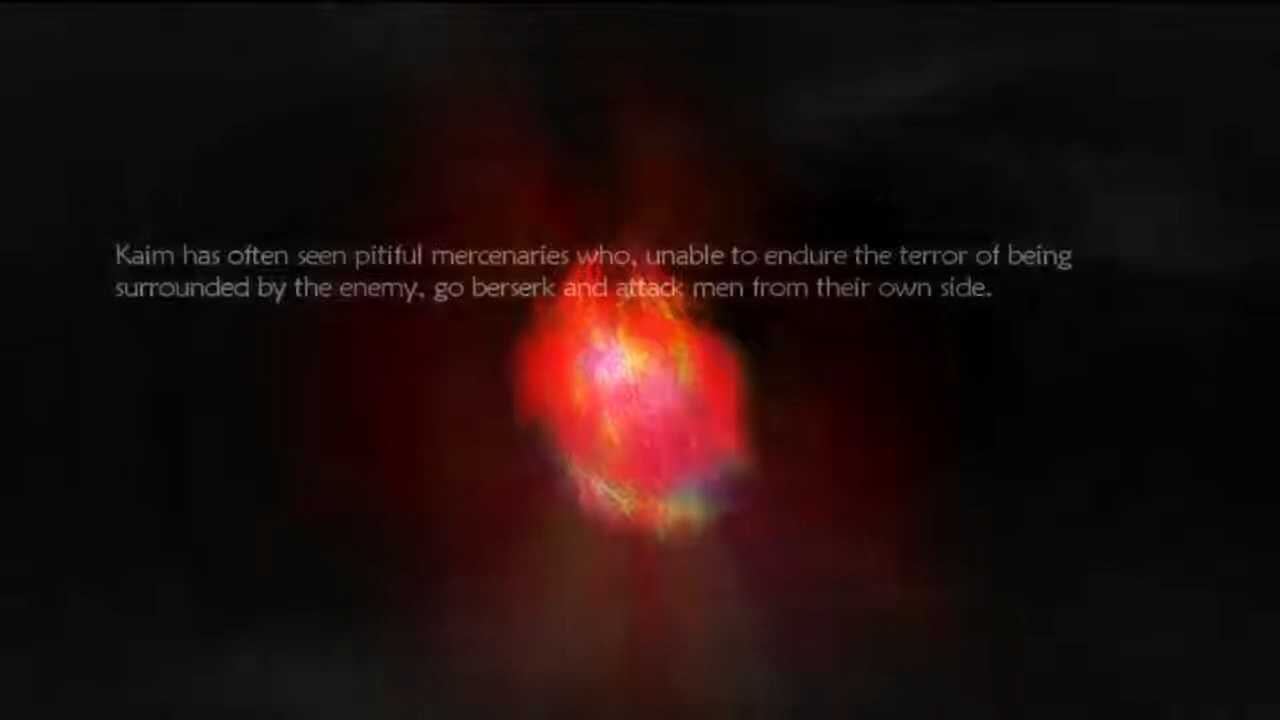 Kaim has often seen pitiful mercenaries who, unable to endure the terror of being
surrounded by the enemy, go berserk and attack men from their own side.